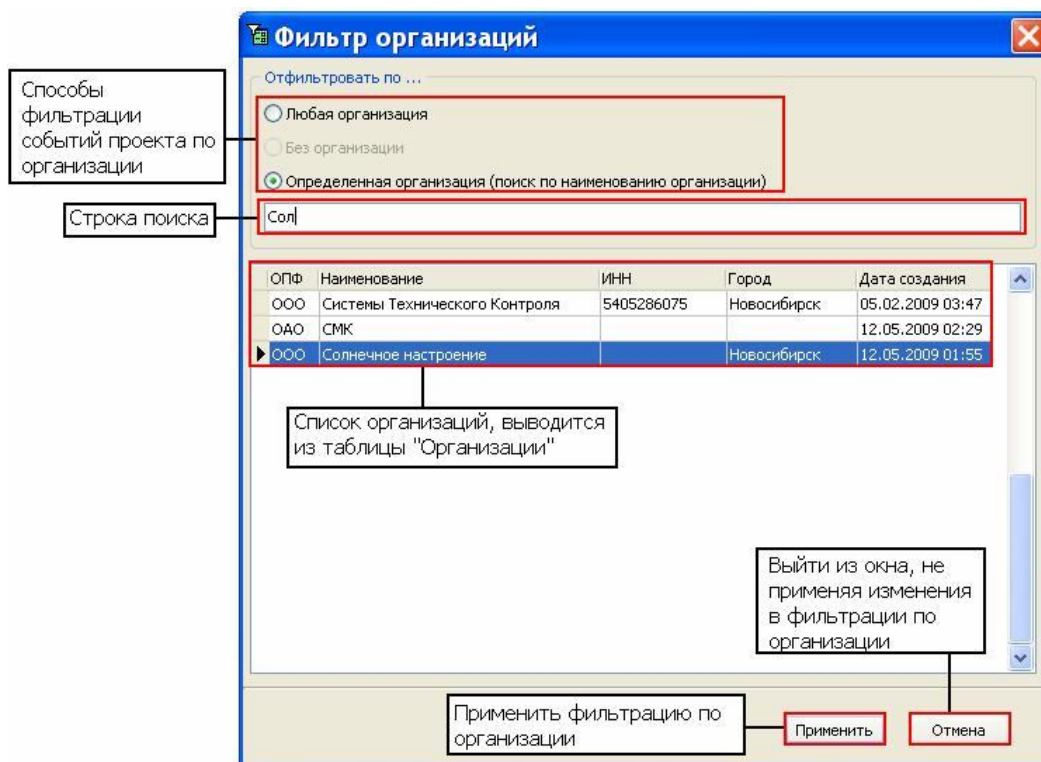 Фильтр организаций
Отфильтровать по ...
Способы
фильтрации
событий проекта по
организации
Любая организация
Без организации
Определенная организация (поиск по наименованию организации)
Строка поиска
Сол
ОПФ Наименование ИНН Город Дата создания
ООО Системы Технического Контроля 5405286075 Новосибирск 05.02.2009 03:47
ОАО СМК 12.05.2009 02:29
ООО Солнечное настроение Новосибирск 12.05.2009 01:55
Список организаций, выводится
из таблицы "Организации"
Выйти из окна, не
применяя изменения
в фильтрации по
организации
Применить фильтрацию по
организации
Применить
Отмена